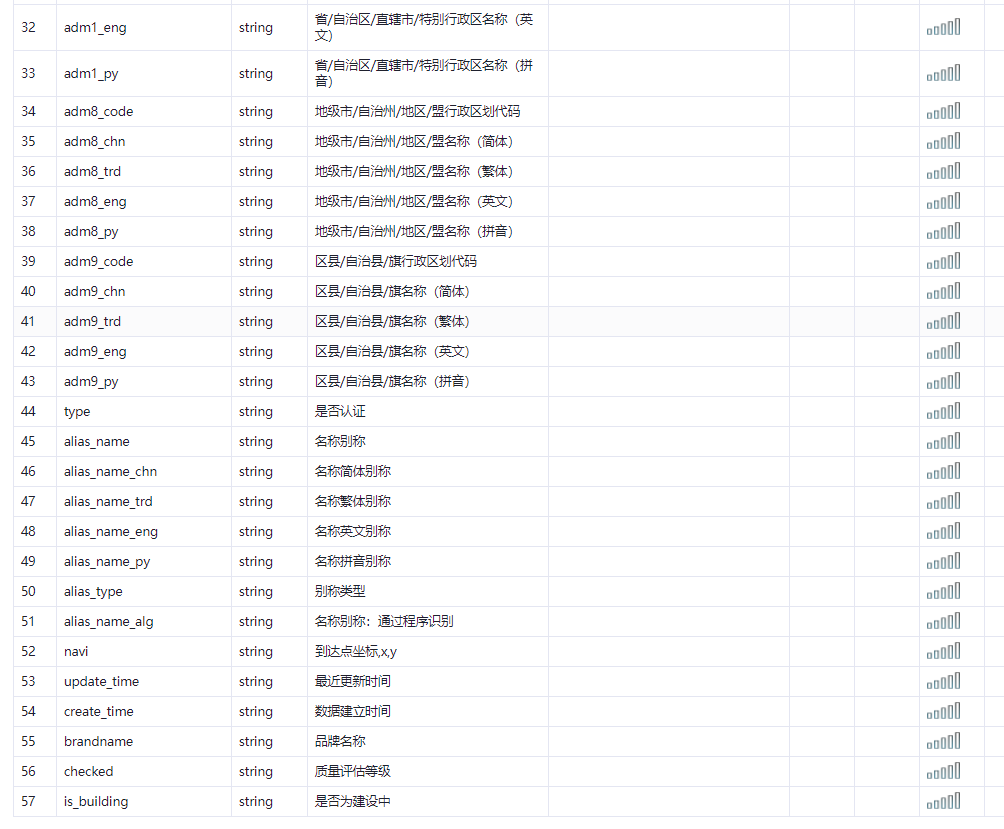 32 adm1_eng string 省/自治区/直辖市/特别行政区名称（英
文）
33 adm1_py string 省/自治区/直辖市/特别行政区名称（拼
音）
34 adm8_code string 地级市/自治州/地区/盟行政区划代码
35 adm8_chn string 地级市/自治州/地区/盟名称（简体）
36 adm8_trd string 地级市/自治州/地区/盟名称（繁体）
37 adm8_eng string 地级市/自治州/地区/盟名称（英文）
38 adm8_py string 地级市/自治州/地区/盟名称（拼音）
39 adm9_code string 区县/自治县/旗行政区划代码
40 adm9_chn string 区县/自治县/旗名称（简体）
41 adm9_trd string 区县/自治县/旗名称（繁体）
42 adm9_eng string 区县/自治县/旗名称（英文）
43 adm9_py string 区县/自治县/旗名称（拼音）
44 type string 是否认证
45 alias_name string 名称别称
46 alias_name_chn string 名称简体别称
47 alias_name_trd string 名称繁体别称
48 alias_name_eng string 名称英文别称
49 alias_name_py string 名称拼音别称
50 alias_type string 别称类型
51 alias_name_alg string 名称别称：通过程序识别
52 navi string 到达点坐标,x,y
53 update_time string 最近更新时间
54 create_time string 数据建立时间
55 brandname string 品牌名称
56 checked string 质量评估等级
57 is_building string 是否为建设中